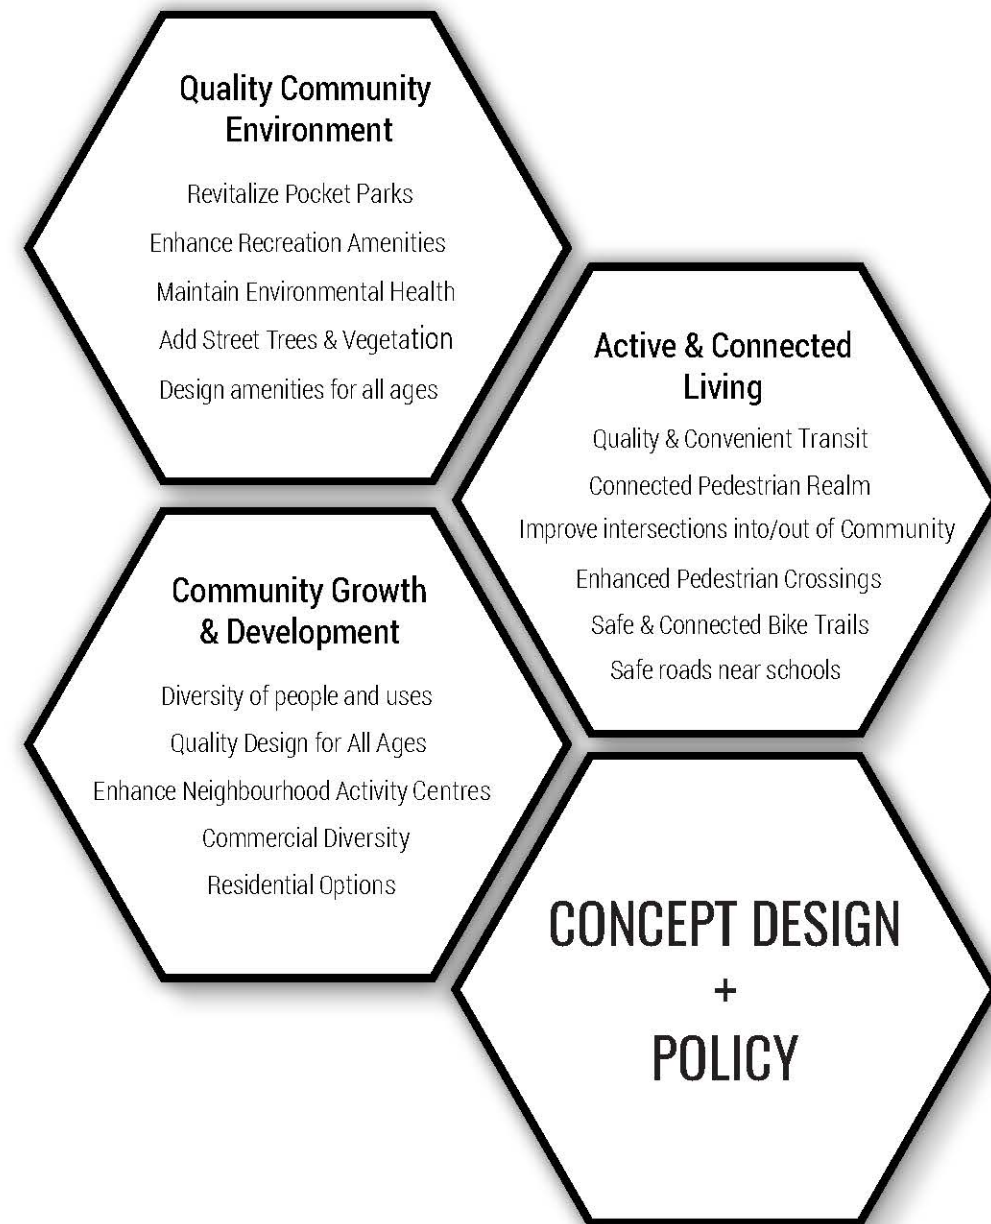 Quality Community
Environment
Revitalize Pocket Parks
Enhance Recreation Amenities
Maintain Environmental Health
Add Street Trees & Vegetation
Design amenities for all ages
Active & Connected
Living
Quality & Convenient Transit
Connected Pedestrian Realm
Improve intersections into/out of Community
Enhanced Pedestrian Crossings
Safe & Connected Bike Trails
Safe roads near schools
Community Growth
& Development
Diversity of people and uses
Quality Design for All Ages
Enhance Neighbourhood Activity Centres
Commercial Diversity
Residential Options
CONCEPT DESIGN
+
POLICY